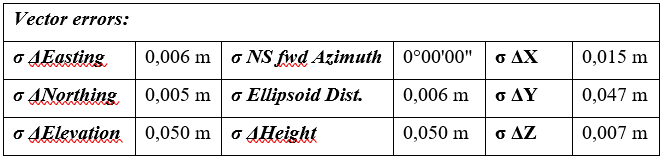 Vector errors:
σ ΔEasting 0,006 m σ NS fwd Azimuth 0°00'00" σ ΔX 0,015 m
σ ΔNorthing 0,005 m σ Ellipsoid Dist. 0,006 m σ ΔY 0,047 m
σ ΔElevation 0,050 m σ ΔHeight 0,050 m σ ΔZ 0,007 m